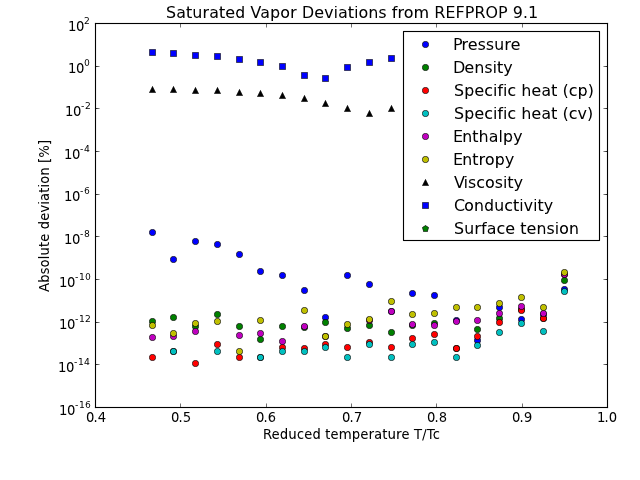 Saturated Vapor Deviations from REFPROP 9.1
10^2
10^0
10^-2
10^-4
10^-6
10^-8
10^-10
10^-12
10^-14
10^-16
Absolute deviation [%]
Pressure
Density
Specific heat (cp)
Specific heat (cv)
Enthalpy
Entropy
Viscosity
Conductivity
Surface tension
0.4 0.5 0.6 0.7 0.8 0.9 1.0
Reduced temperature T/Tc